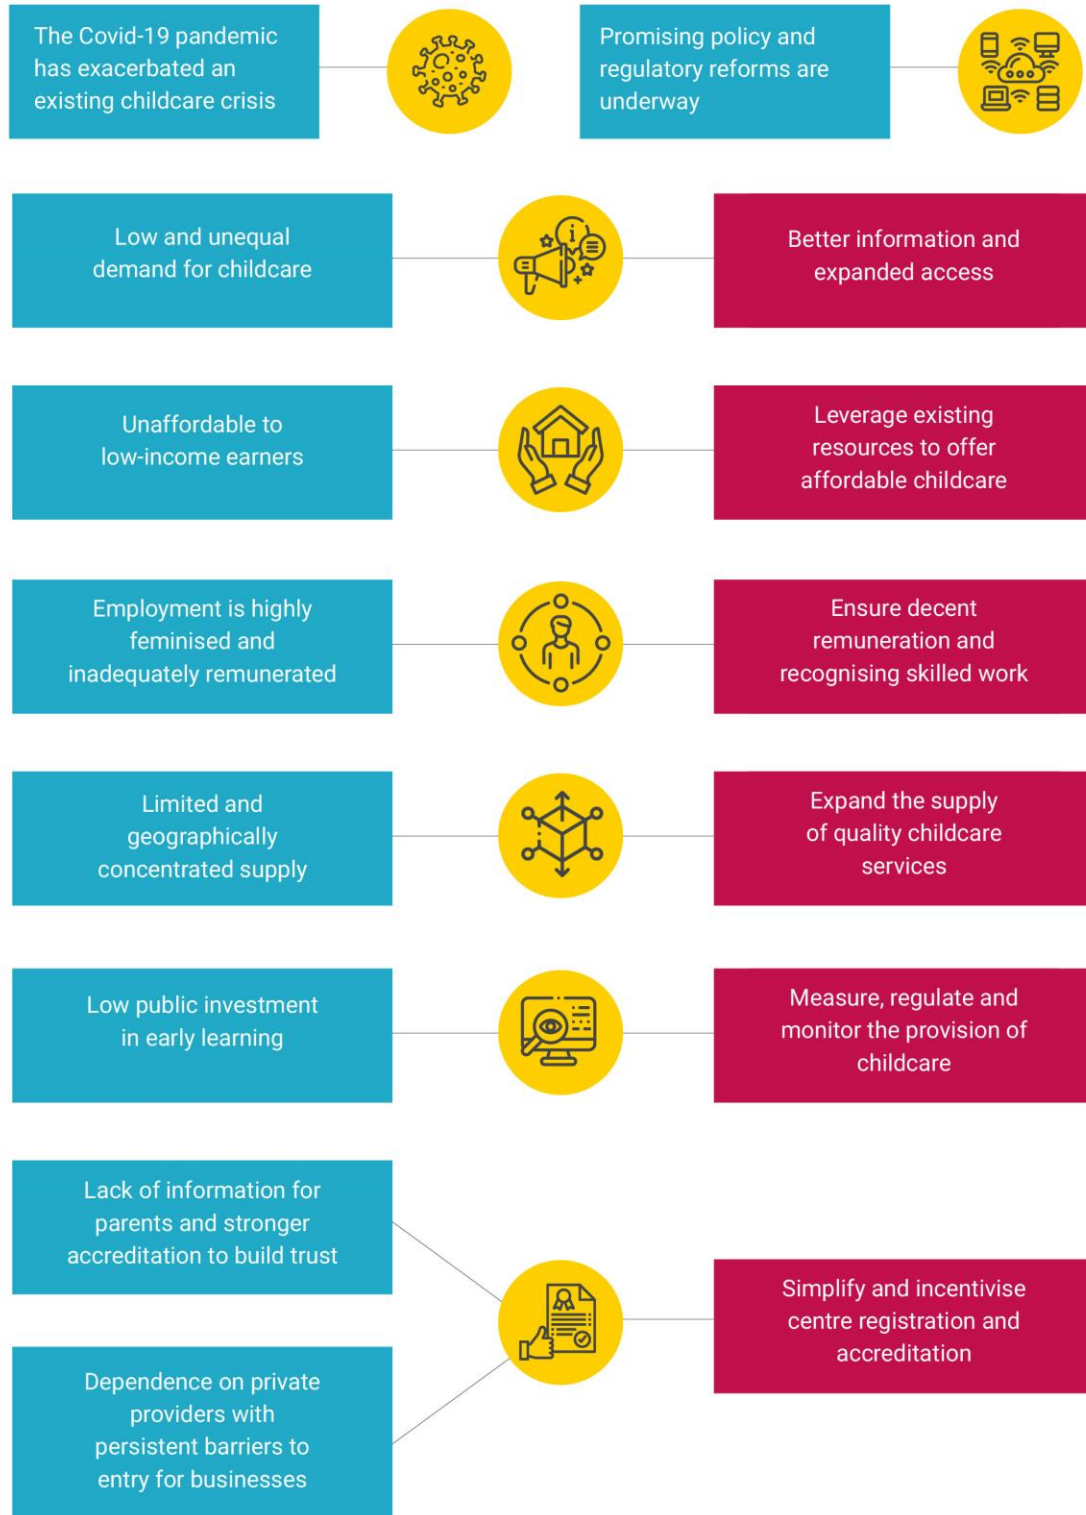 The Covid-19 pandemic
has exacerbated an
existing childcare crisis
Promising policy and
regulatory reforms are
underway
Low and unequal
demand for childcare
Better information and
expanded access
Unaffordable to
low-income earners
Leverage existing
resources to offer
affordable childcare
Employment is highly
feminised and
inadequately remunerated
Ensure decent
remuneration and
recognising skilled work
Limited and
geographically
concentrated supply
Expand the supply
of quality childcare
services
Low public investment
in early learning
Measure, regulate and
monitor the provision of
childcare
Lack of information for
parents and stronger
accreditation to build trust
Simplify and incentivise
centre registration and
accreditation
Dependence on private
providers with
persistent barriers to
entry for businesses